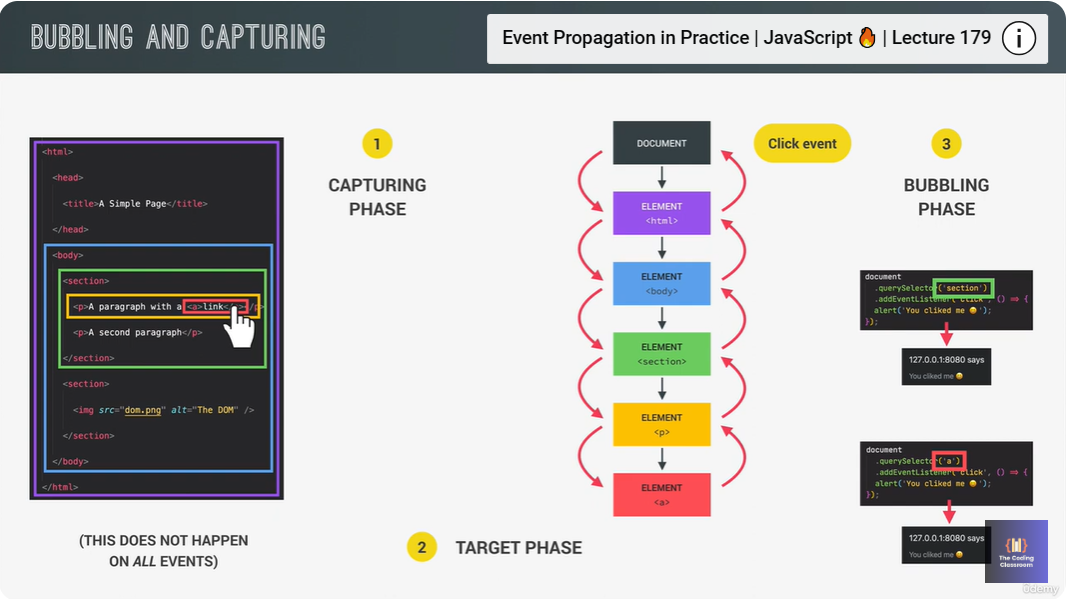 BUBBLING AND CAPTURING
Event Propagation in Practice | JavaScript 🔥 | Lecture 179
i
<html>
<head>
<title>A Simple Page</title>
</head>
<body>
<section>
<p>A paragraph with a <a>link</a></p>
<p>A second paragraph</p>
</section>
<section>
<img src="dom.png" alt="The DOM" />
</section>
</body>
</html>
(THIS DOES NOT HAPPEN
ON ALL EVENTS)
1
CAPTURING
PHASE
2
TARGET PHASE
DOCUMENT
ELEMENT
<html>
ELEMENT
<body>
ELEMENT
<section>
ELEMENT
<p>
ELEMENT
<a>
Click event
3
BUBBLING
PHASE
document
.querySelector('section')
.addEventListener('click', () => {
alert('You cliked me 😀');
});
127.0.0.1:8080 says
You cliked me 😀
document
.querySelector('a')
.addEventListener('click', () => {
alert('You cliked me 😀');
});
127.0.0.1:8080 says
You cliked me 😀
The Coding
Classroom
Udemy